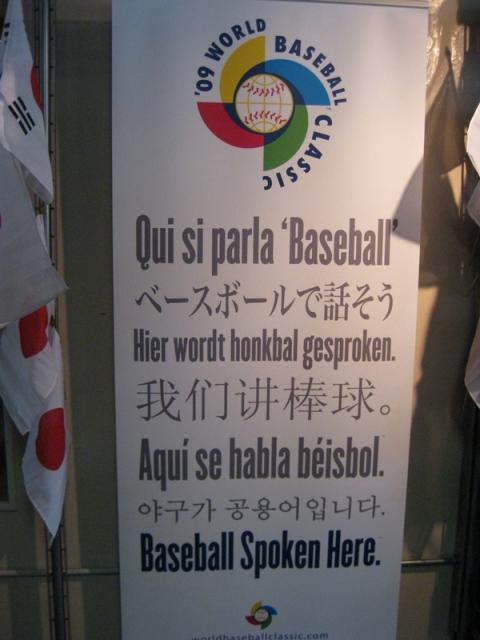 '09 WORLD BASEBALL CLASSIC
Qui si parla 'Baseball'
ベースボールで話そう
Hier wordt honkbal gesproken.
我们讲棒球。
Aquí se habla béisbol.
야구가 공용어입니다.
Baseball Spoken Here.
worldbaseballclassic.com